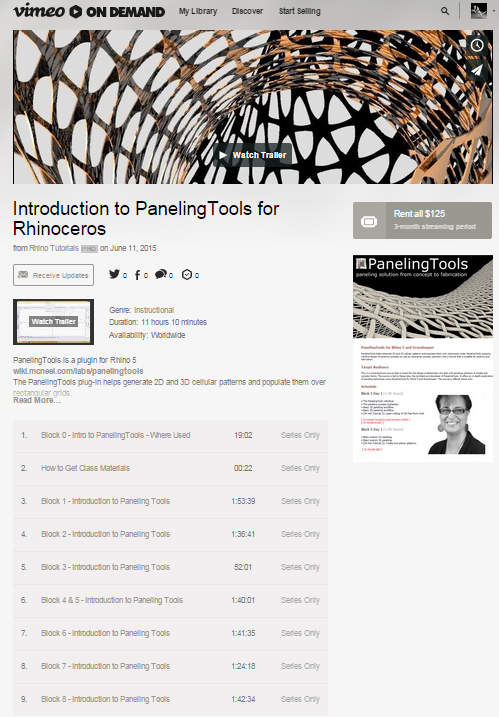 vimeo ON DEMAND My Library Discover Start Selling
Watch Trailer
Introduction to PanelingTools for
Rhinoceros
from Rhino Tutorials PRO on June 11, 2015
Receive Updates 0 0 0 0
Watch Trailer
Genre: Instructional
Duration: 11 hours 10 minutes
Availability: Worldwide
PanelingTools is a plugin for Rhino 5
wiki.mcneel.com/labs/panelingtools
The PanelingTools plug-in helps generate 2D and 3D cellular patterns and populate them over
rectangular grids.
Read More...
1. Block 0 - Intro to PanelingTools - Where Used 19:02 Series Only
2. How to Get Class Materials 00:22 Series Only
3. Block 1 - Introduction to Paneling Tools 1:53:39 Series Only
4. Block 2 - Introduction to Paneling Tools 1:36:41 Series Only
5. Block 3 - Introduction to Paneling Tools 52:01 Series Only
6. Block 4 & 5 - Introduction to Paneling Tools 1:40:01 Series Only
7. Block 6 - Introduction to Paneling Tools 1:41:35 Series Only
8. Block 7 - Introduction to Paneling Tools 1:24:18 Series Only
9. Block 8 - Introduction to Paneling Tools 1:42:34 Series Only
Rent all $125
3-month streaming period
PanelingTools
paneling solution from concept to fabrication
PanelingTools for Rhino 5 and Grasshopper
Target Audience
Schedule